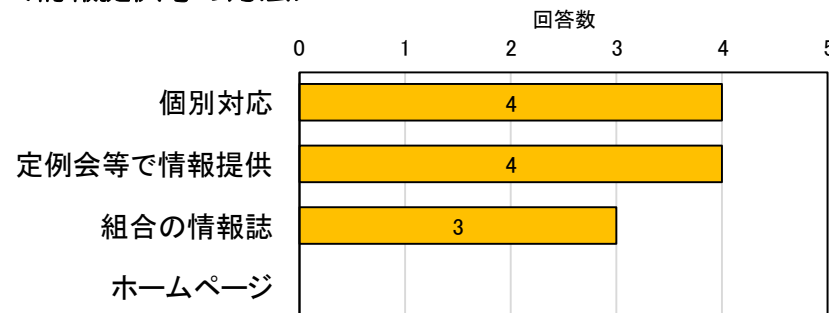 回答数
0 1 2 3 4 5
個別対応 4
定例会等で情報提供 4
組合の情報誌 3
ホームページ